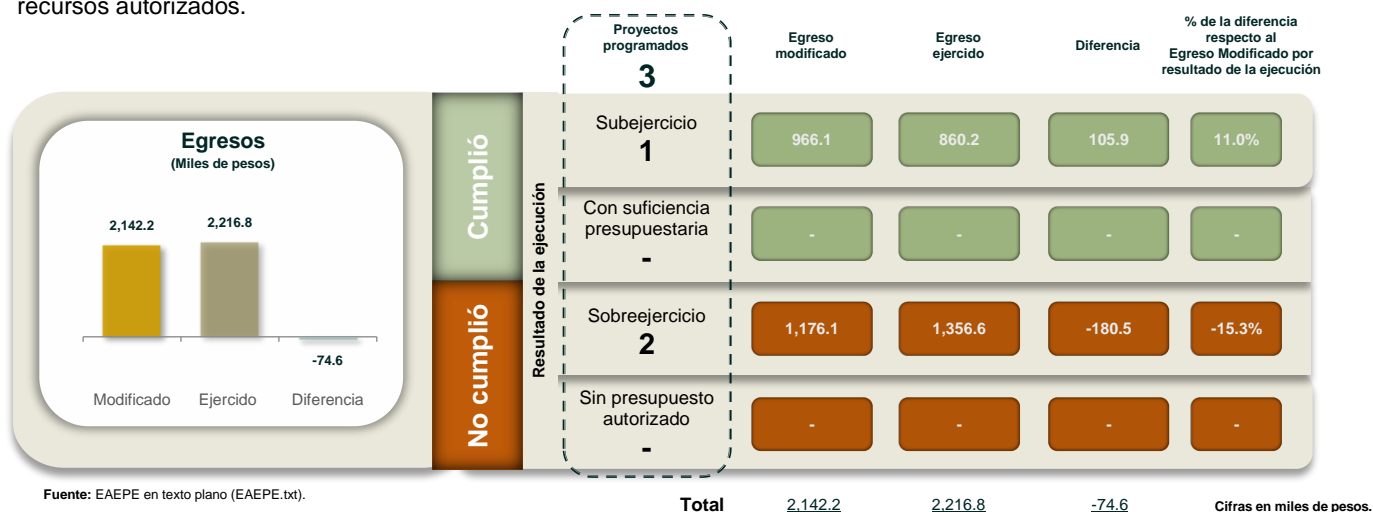 recursos autorizados.
Proyectos
programados
3
Egreso
modificado
Egreso
ejercido
Diferencia
% de la diferencia
respecto al
Egreso Modificado por
resultado de la ejecución
Egresos
(Miles de pesos)
2,142.2
2,216.8
-74.6
Modificado
Ejercido
Diferencia
Cumplió
No cumplió
Resultado de la ejecución
Subejercicio
1
966.1
860.2
105.9
11.0%
Con suficiencia
presupuestaria
-
-
-
-
-
Sobreejercicio
2
1,176.1
1,356.6
-180.5
-15.3%
Sin presupuesto
autorizado
-
-
-
-
-
Fuente: EAEPE en texto plano (EAEPE.txt).
Total
2,142.2
2,216.8
-74.6
Cifras en miles de pesos.